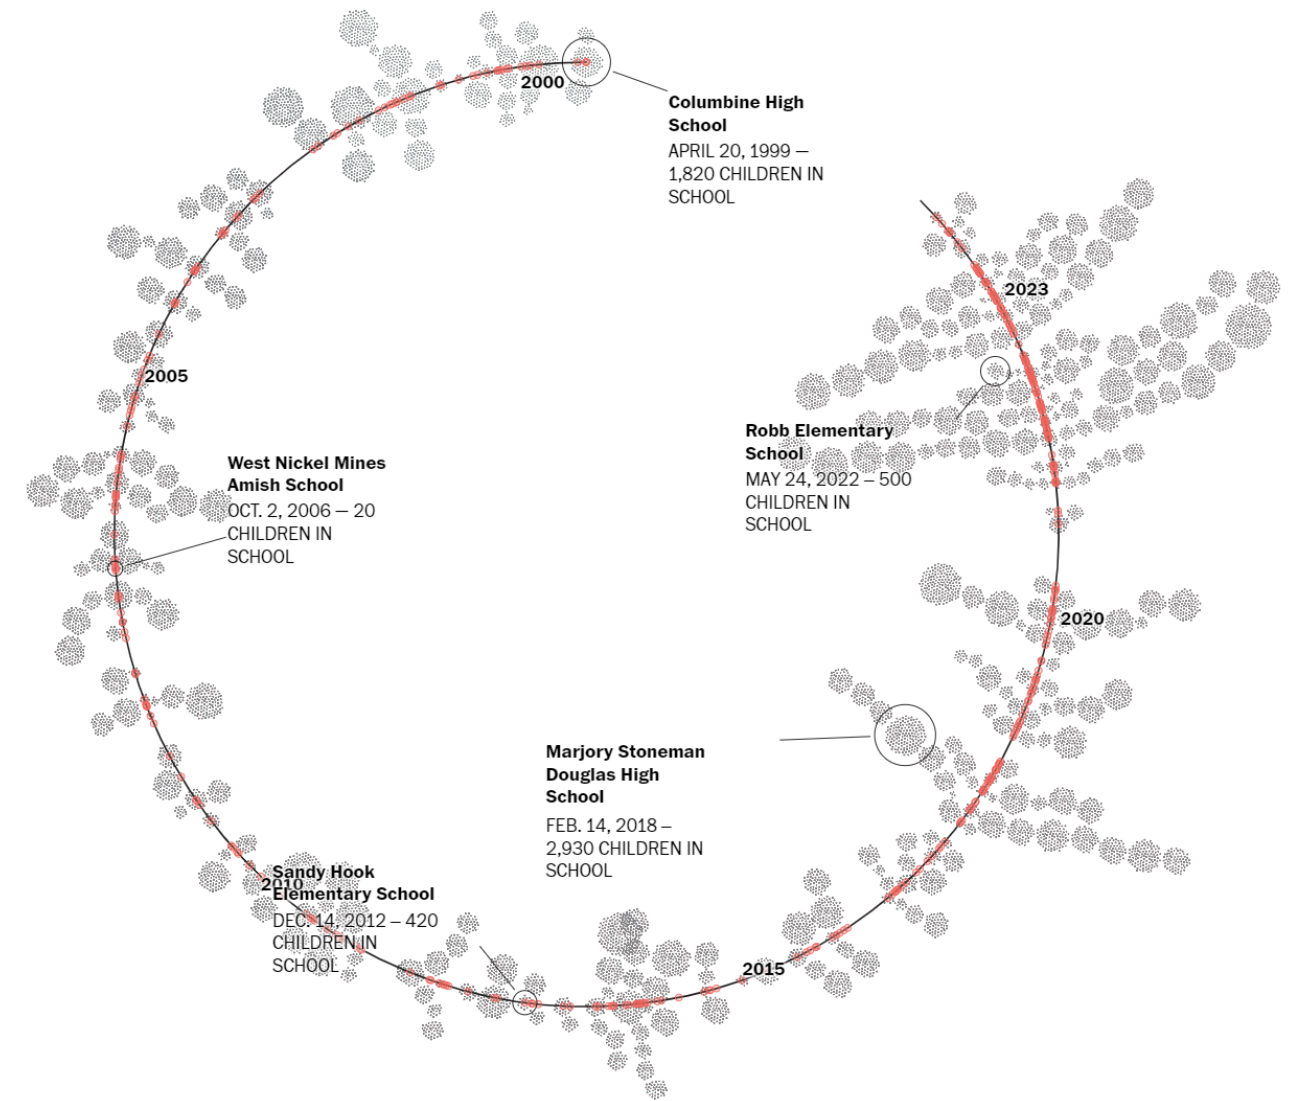 2000
Columbine High
School
APRIL 20, 1999 —
1,820 CHILDREN IN
SCHOOL
2023
2005
Robb Elementary
School
MAY 24, 2022 – 500
CHILDREN IN
SCHOOL
West Nickel Mines
Amish School
OCT. 2, 2006 — 20
CHILDREN IN
SCHOOL
2020
Marjory Stoneman
Douglas High
School
FEB. 14, 2018 –
2,930 CHILDREN IN
SCHOOL
2010
Sandy Hook
Elementary School
DEC. 14, 2012 – 420
CHILDREN IN
SCHOOL
2015